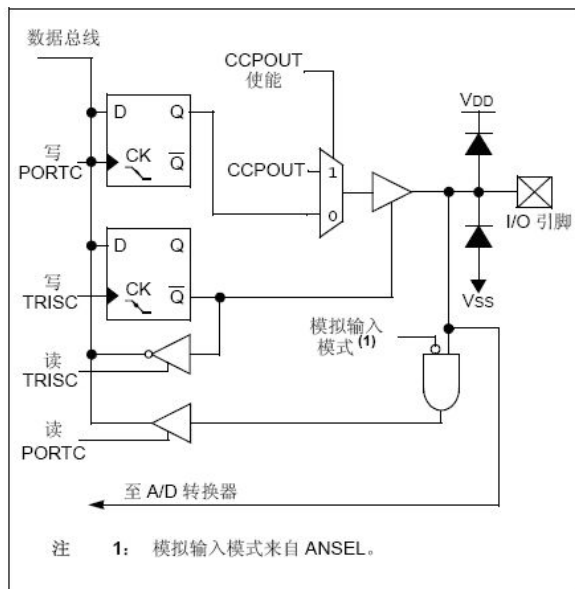 数据总线
CCPOUT
使能
VDD
D Q
写
PORTC
CK Q
CCPOUT
1
0
I/O 引脚
D Q
写
TRISC
CK Q
VSS
模拟输入
模式(1)
读
TRISC
读
PORTC
至 A/D 转换器
注 1: 模拟输入模式来自 ANSEL。